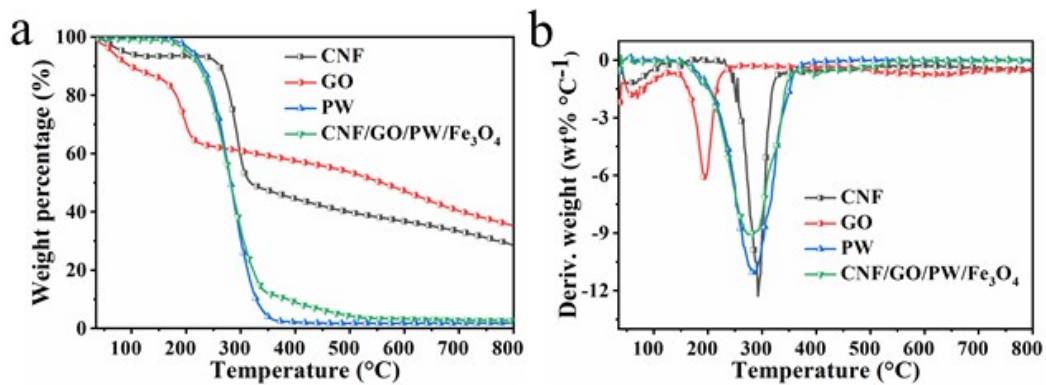 a
Weight percentage (%)
100
80
60
40
20
0
CNF
GO
PW
CNF/GO/PW/Fe₃O₄
100 200 300 400 500 600 700 800
Temperature (°C)
b
Deriv. weight (wt% °C⁻¹)
0
-3
-6
-9
-12
CNF
GO
PW
CNF/GO/PW/Fe₃O₄
100 200 300 400 500 600 700 800
Temperature (°C)